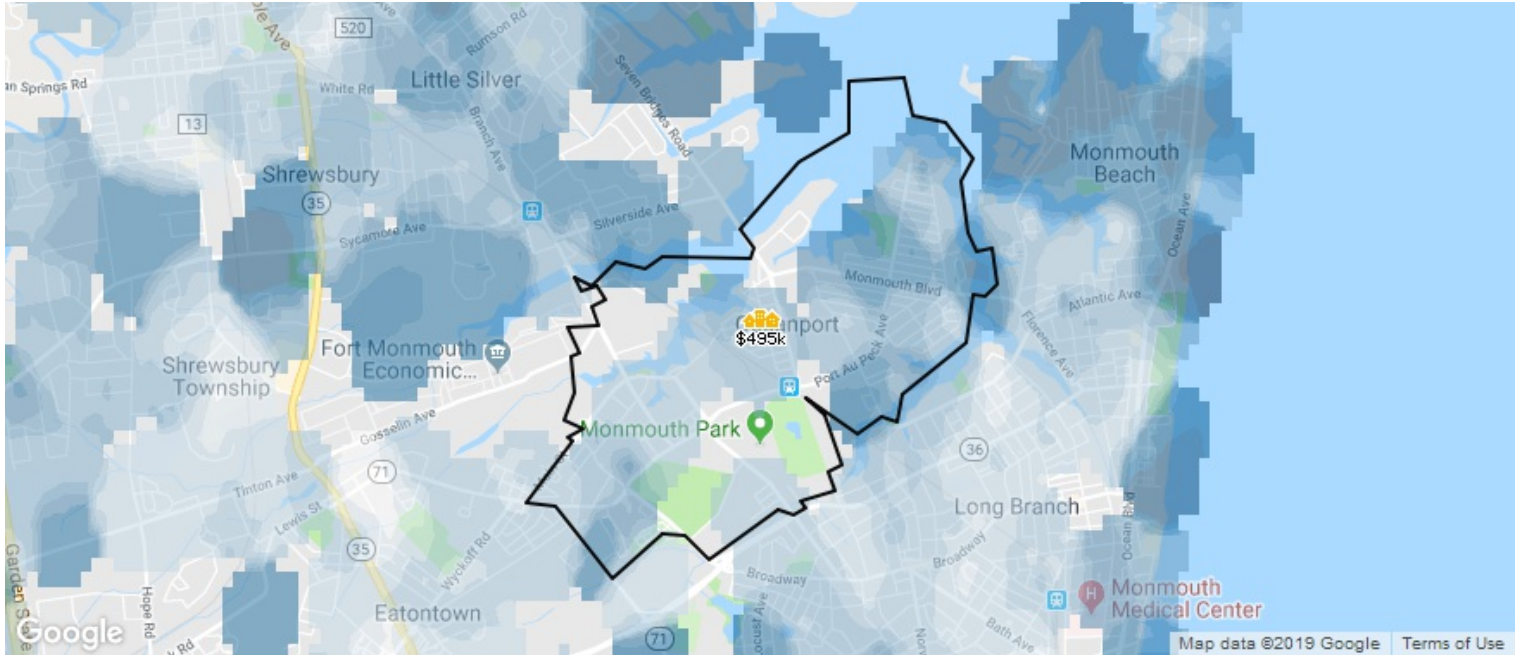 520
Rumson Rd
an Springs Rd
Little Silver
White Rd
Seven Bridges Road
13
Branch Ave
Shrewsbury
Monmouth
Beach
35
Silverside Ave
Sycamore Ave
Ocean Ave
Monmouth Blvd
Atlantic Ave
$495k
Florence Ave
Fort Monmouth
Economic...
Shrewsbury
Township
Port Au Peck Ave
Gosselin Ave
Monmouth Park
36
71
Tinton Ave
Lewis St
Long Branch
Ocean Blvd
35
Wyckoff Rd
Broadway
Broadway
Garden State
Hope Rd
Eatontown
Locust Ave
H
Monmouth
Medical Center
Bath Ave
71
Google
Map data ©2019 Google
Terms of Use